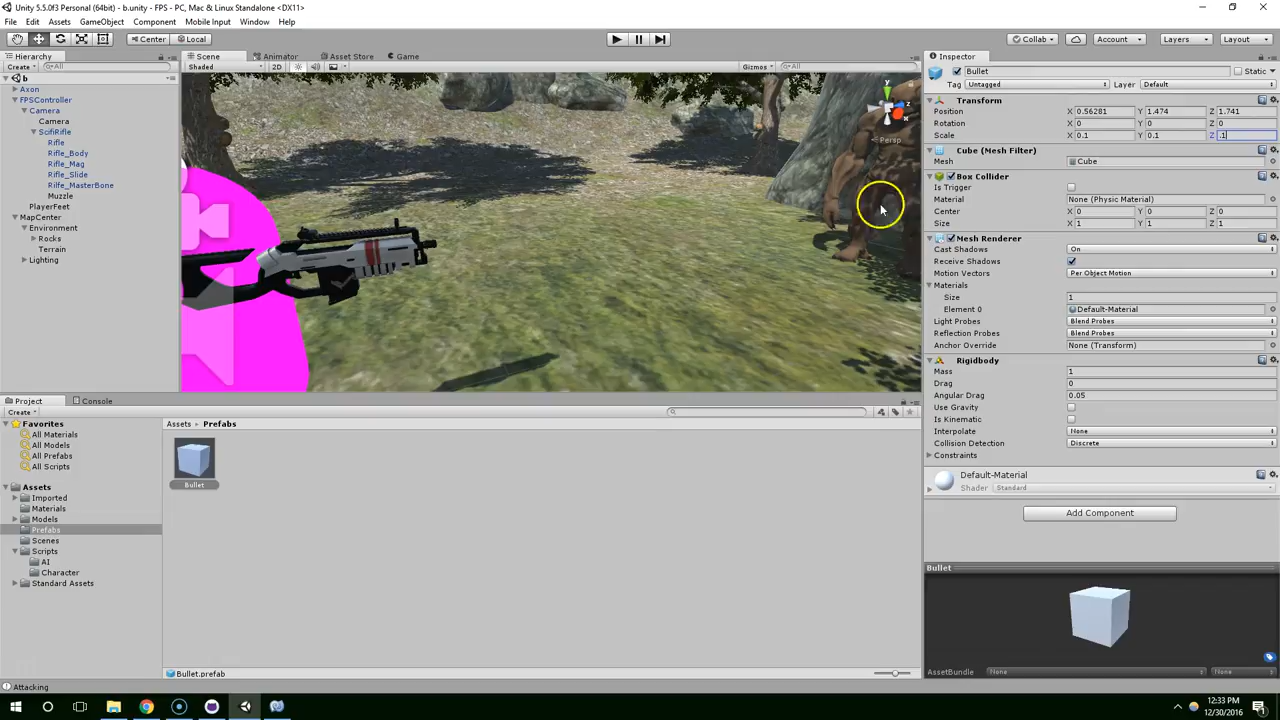 Unity 5.5.0f3 Personal (64bit) - b.unity - FPS - PC, Mac & Linux Standalone <DX11>
File Edit Assets GameObject Component Mobile Input Window Help
Center Local Collab Account Layers Layout
Hierarchy Scene Animator Asset Store Game Inspector
Create All Shaded 2D Gizmos All Bullet Static
b
Tag Untagged Layer Default
Axon
FPSController
Transform
Camera
Position X 0.56281 Y 1.474 Z 1.741
Camera
Rotation X 0 Y 0 Z 0
ScifiRifle
Scale X 0.1 Y 0.1 Z .1
Rifle
Cube (Mesh Filter)
Rifle_Body
Mesh Cube
Rifle_Mag
Rifle_Slide
Box Collider
Rilfe_MasterBone
Is Trigger
Muzzle
Material None (Physic Material)
PlayerFeet
Center X 0 Y 0 Z 0
MapCenter
Size X 1 Y 1 Z 1
Environment
Rocks
Mesh Renderer
Terrain
Cast Shadows On
Lighting
Receive Shadows
Motion Vectors Per Object Motion
Materials
Size 1
Element 0 Default-Material
Light Probes Blend Probes
Reflection Probes Blend Probes
Anchor Override None (Transform)
Rigidbody
Mass 1
Drag 0
Angular Drag 0.05
Use Gravity
Is Kinematic
Interpolate None
Collision Detection Discrete
Constraints
y
z
x
Persp
Project Console
Create
Favorites
All Materials
All Models
All Prefabs
All Scripts
Assets
Imported
Materials
Models
Prefabs
Scenes
Scripts
AI
Character
Standard Assets
Assets Prefabs
Bullet
Bullet.prefab
Default-Material
Shader Standard
Add Component
Bullet
AssetBundle None None
Attacking
12:33 PM
12/30/2016
1